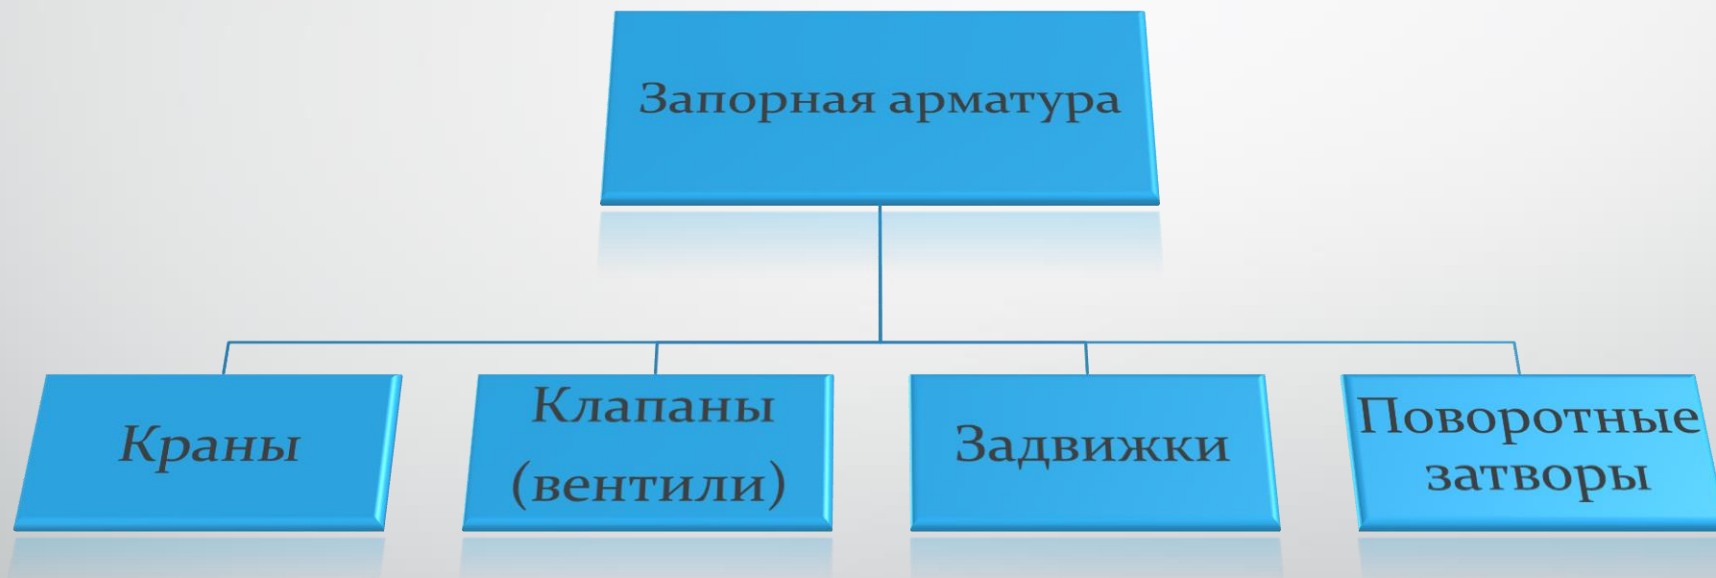 Запорная арматура
Краны
Клапаны
(вентили)
Задвижки
Поворотные
затворы